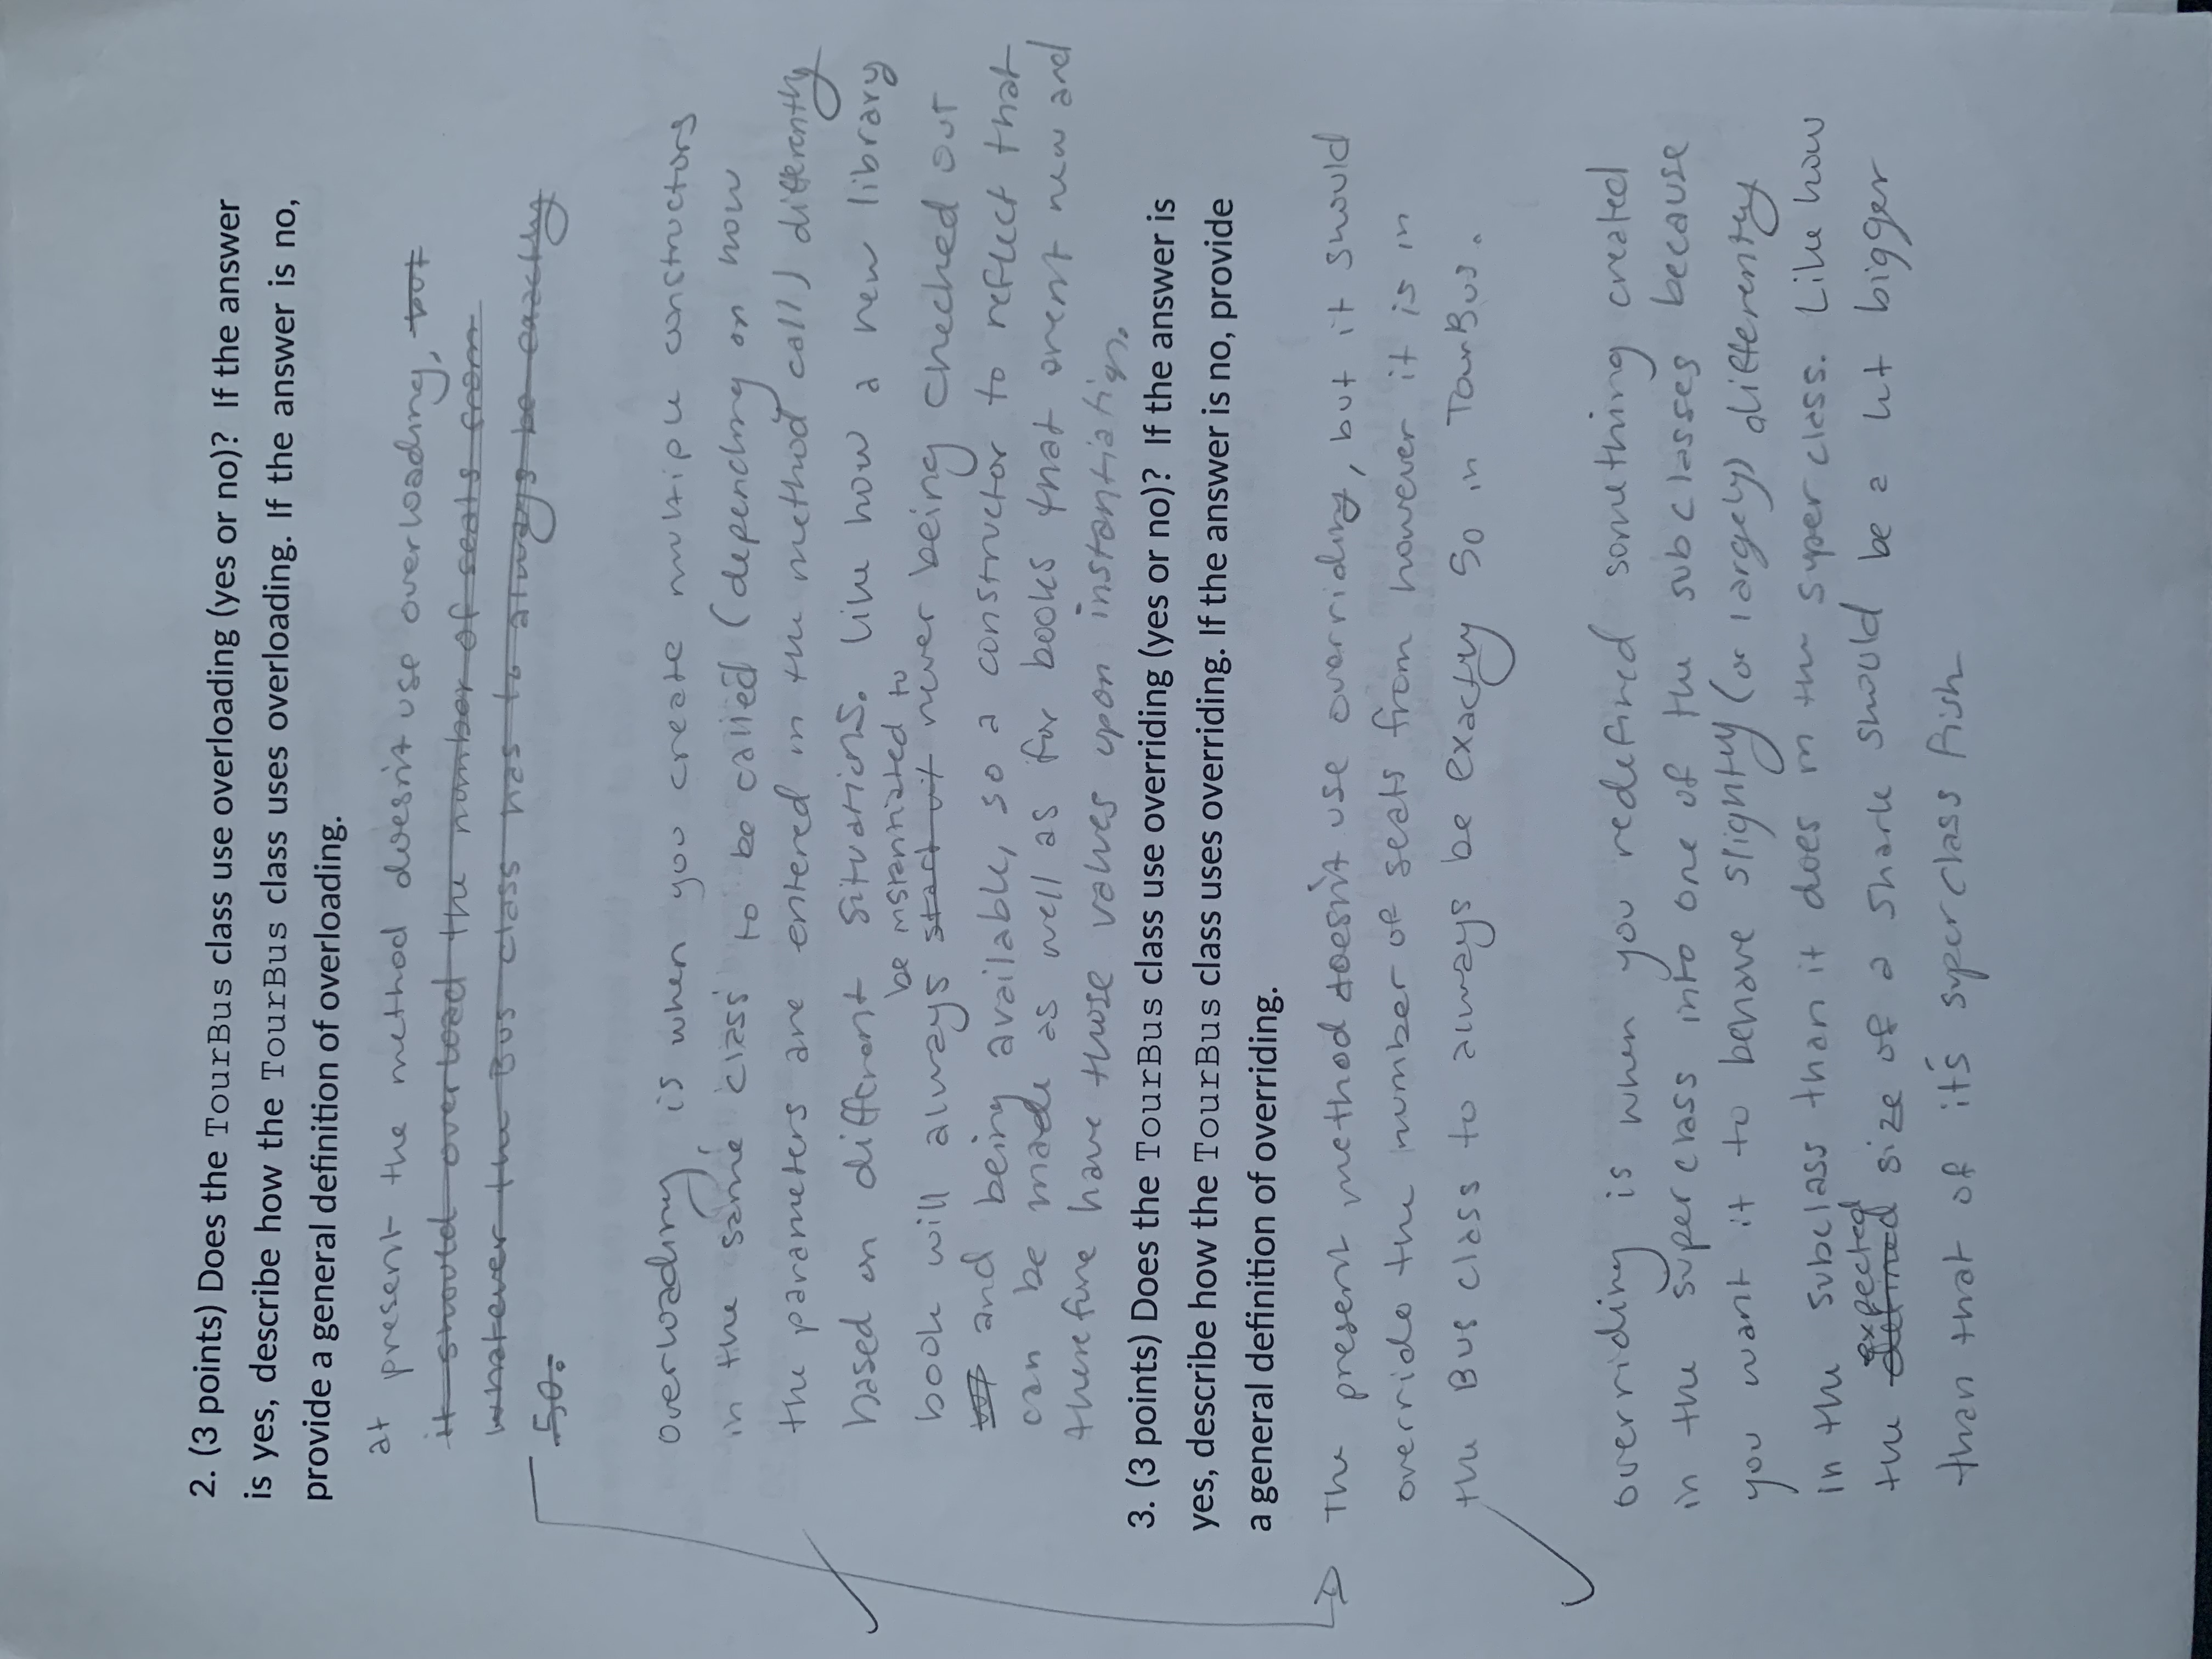 2. (3 points) Does the TourBus class use overloading (yes or no)? If the answer
is yes, describe how the TourBus class uses overloading. If the answer is no,
provide a general definition of overloading.
at present the method doesn't use overloading, but
it should overload the number of seats from
whatever the Bus class has to always be exactly
50.
overloading is when you create multiple constructors
in the same class to be called (depending on how
the parameters are entered in the method call) differently
based on different situations. Like how a new library
be instantiated to
book will always start w/ never being checked out
and being available, so a constructor to reflect that
can be made as well as for books that arent new and
therefore have those values upon instantiation.
3. (3 points) Does the TourBus class use overriding (yes or no)? If the answer is
yes, describe how the TourBus class uses overriding. If the answer is no, provide
a general definition of overriding.
The present method doesn't use overriding, but it should
override the number of seats from however it is in
the Bus class to always be exactly 50 in TourBus.
overriding is when you redefined something created
in the superclass into one of the subclasses because
you want it to behave slightly (or largely) differently
in the subclass than it does in the superclass. Like how
expected
the defined size of a shark should be a lot bigger
than that of it's superclass fish